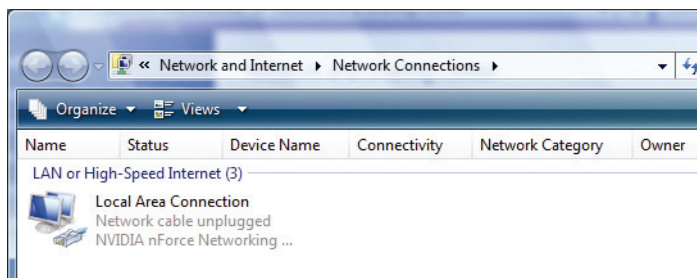 « Network and Internet ▸ Network Connections ▸
Organize Views
Name Status Device Name Connectivity Network Category Owner
LAN or High-Speed Internet (3)
Local Area Connection
Network cable unplugged
NVIDIA nForce Networking ...